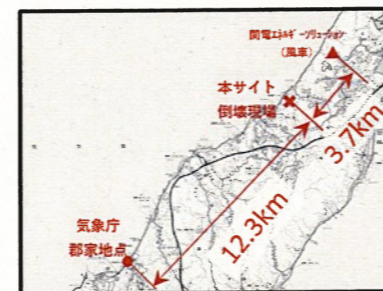 関電エネルギーソリューション
(風車)
本サイト
倒壊現場
3.7km
12.3km
気象庁
郡家地点